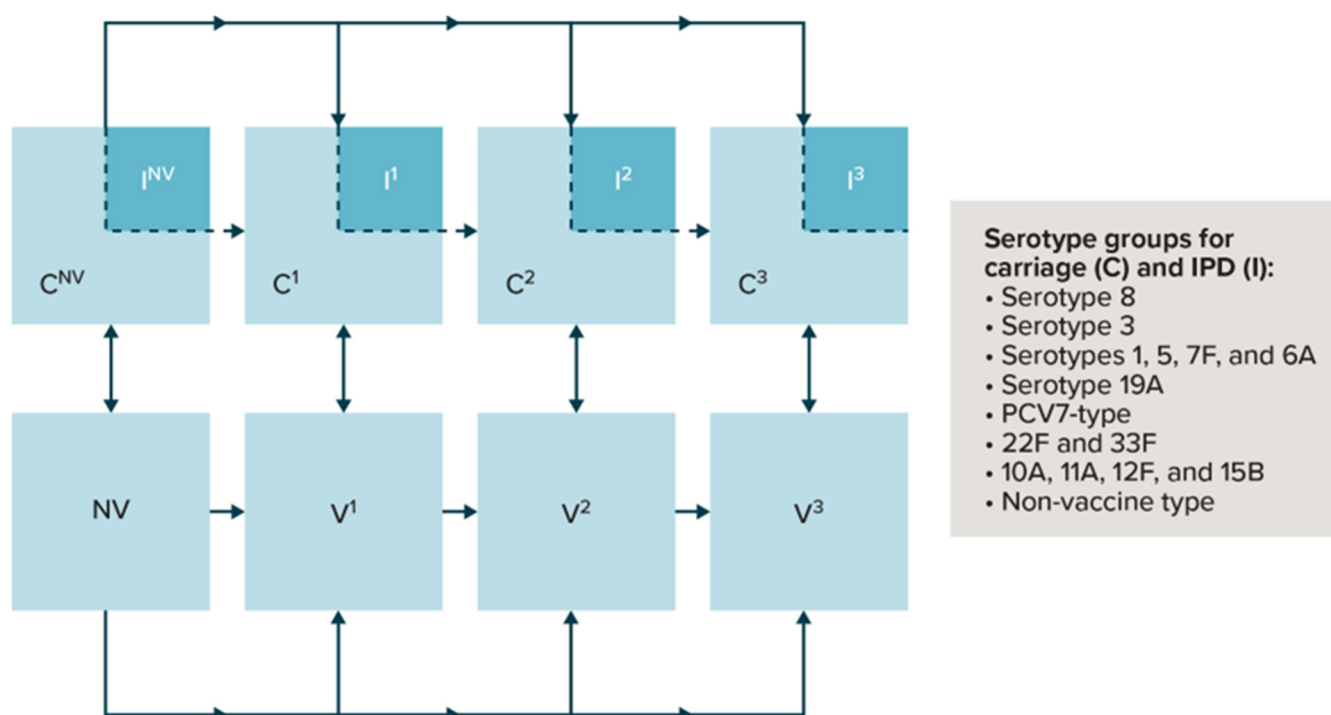 I^NV
I^1
I^2
I^3
C^NV
C^1
C^2
C^3
NV
V^1
V^2
V^3
Serotype groups for
carriage (C) and IPD (I):
• Serotype 8
• Serotype 3
• Serotypes 1, 5, 7F, and 6A
• Serotype 19A
• PCV7-type
• 22F and 33F
• 10A, 11A, 12F, and 15B
• Non-vaccine type